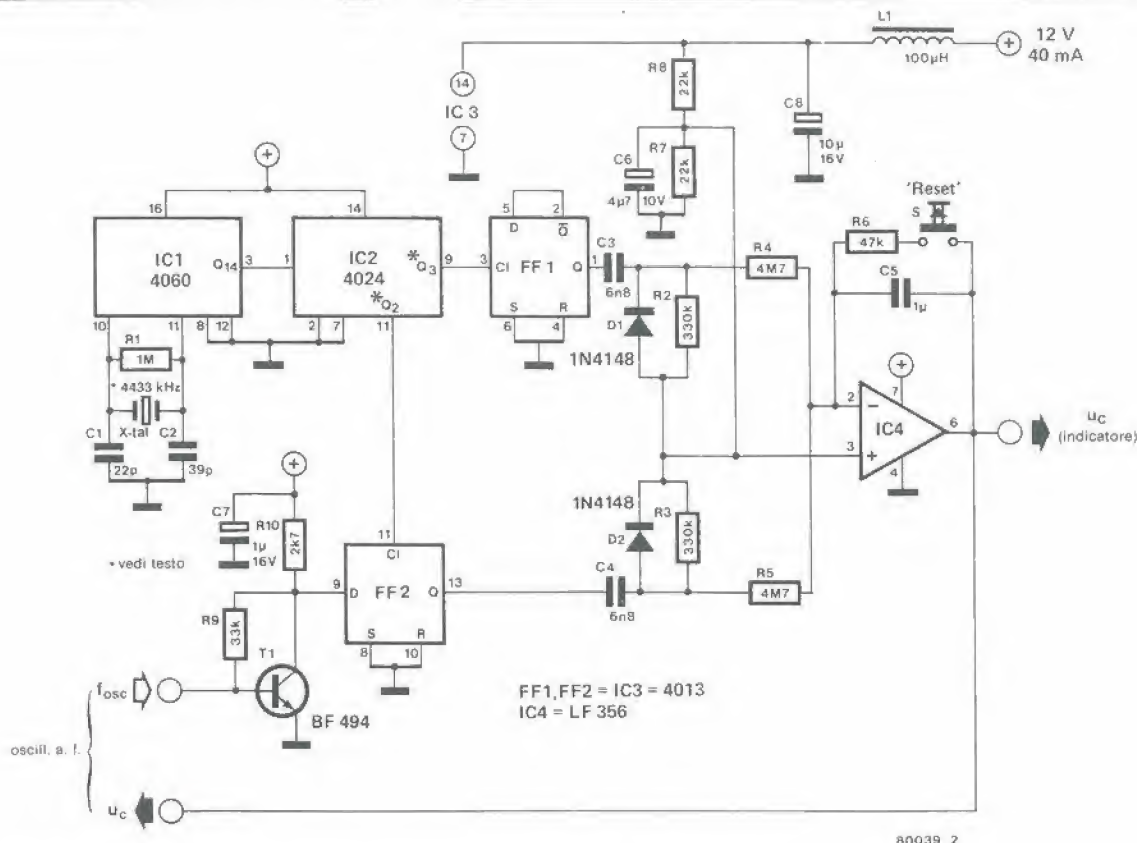 L1
100µH
12 V
40 mA
14
IC 3
7
R8
22k
C6
4µ7
10V
R7
22k
C8
10µ
16V
'Reset'
S
R6
47k
C5
1µ
16
14
IC1
4060
Q14
3
1
IC2
4024
*Q3
*Q2
9
3
5
2
D
Q
FF1
Cl
Q
1
S
R
6
4
C3
6n8
D1
1N4148
R2
330k
R4
4M7
10
11
8
12
2
7
11
R1
1M
* 4433 kHz
X-tal
C1
22p
C2
39p
* vedi testo
7
2
−
3
+
IC4
6
4
uc
(indicatore)
C7
1µ
16V
R10
2k7
R9
33k
T1
BF 494
11
Cl
9
D
FF2
Q
13
S
R
8
10
1N4148
D2
R3
330k
C4
6n8
R5
4M7
fosc
oscill. a. f.
uc
FF1,FF2 = IC3 = 4013
IC4 = LF 356
80039 2